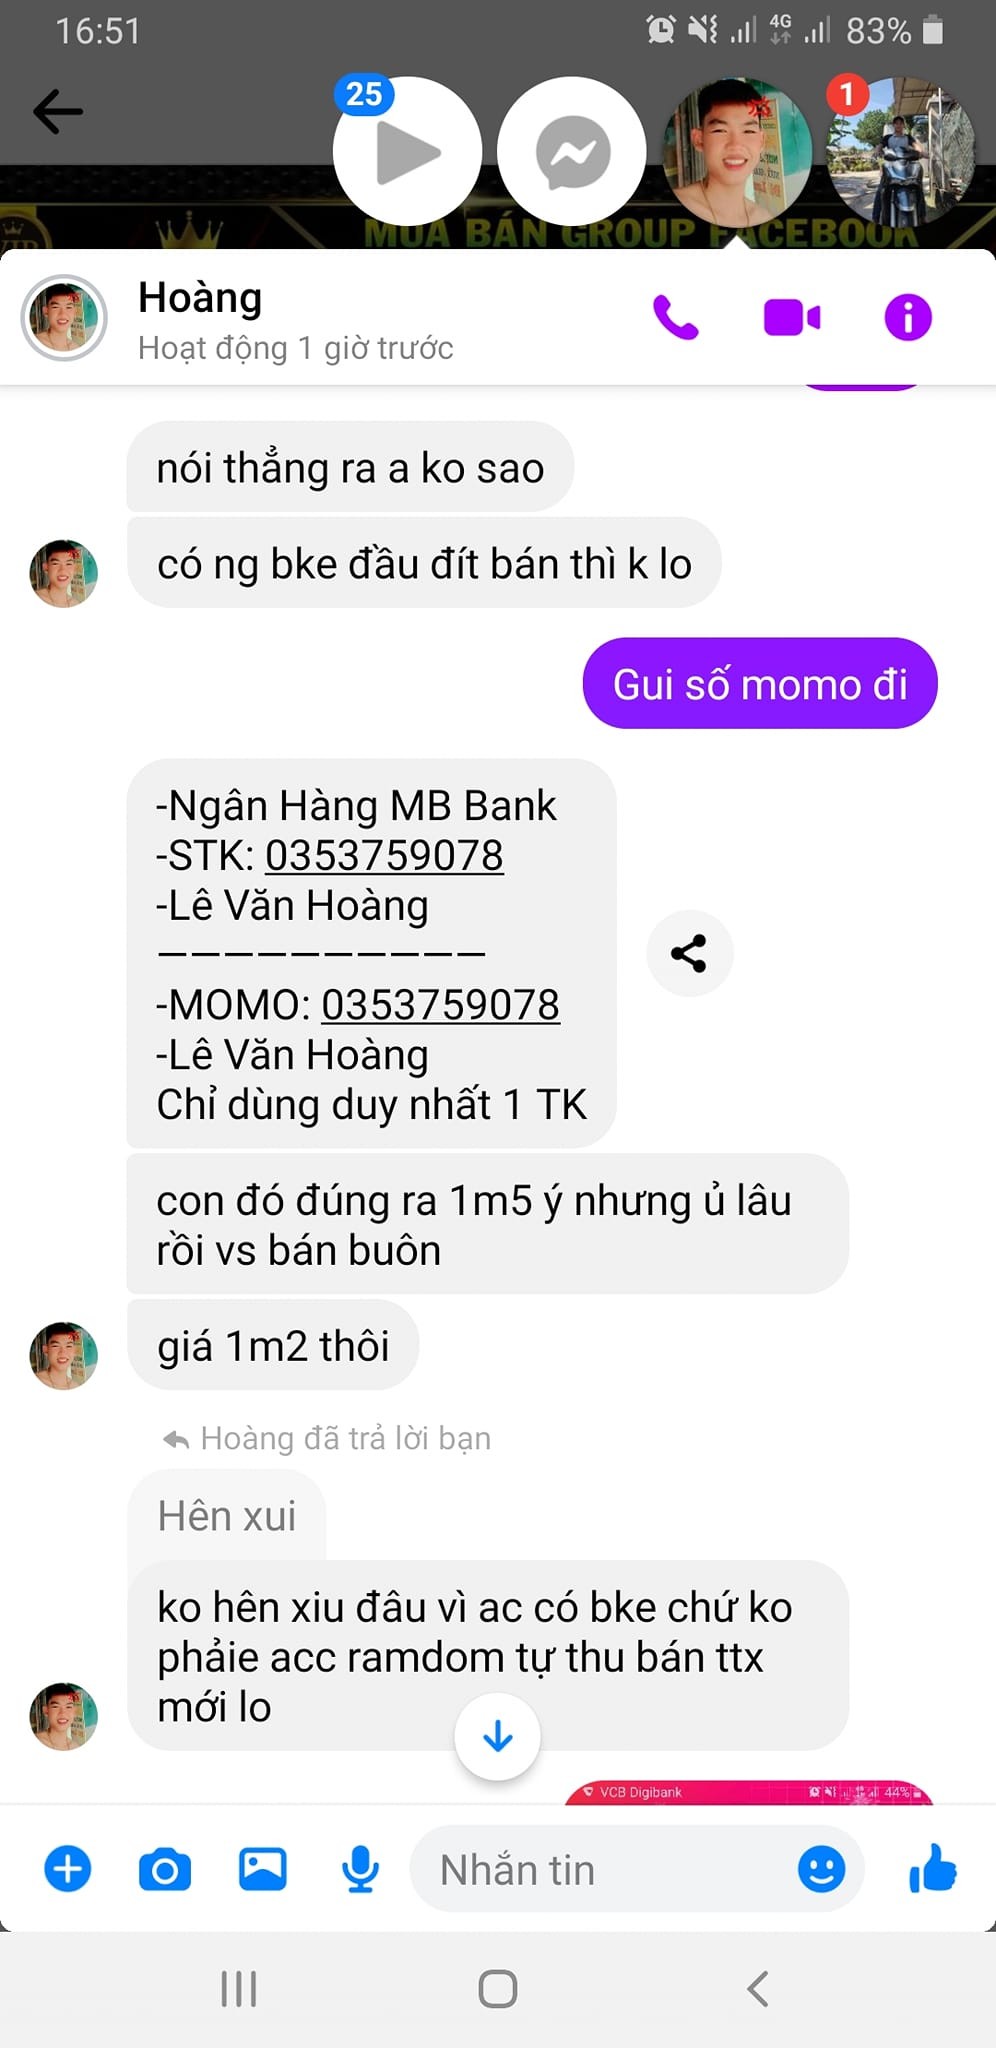 16:51
4G
83%
25
1
MUA BÁN GROUP FACEBOOK
Hoàng
Hoạt động 1 giờ trước
nói thẳng ra a ko sao
có ng bke đầu đít bán thì k lo
Gui số momo đi
-Ngân Hàng MB Bank
-STK: 0353759078
-Lê Văn Hoàng
——————————
-MOMO: 0353759078
-Lê Văn Hoàng
Chỉ dùng duy nhất 1 TK
con đó đúng ra 1m5 ý nhưng ủ lâu
rồi vs bán buôn
giá 1m2 thôi
Hoàng đã trả lời bạn
Hên xui
ko hên xiu đâu vì ac có bke chứ ko
phảie acc ramdom tự thu bán ttx
mới lo
VCB Digibank
44%
Nhắn tin